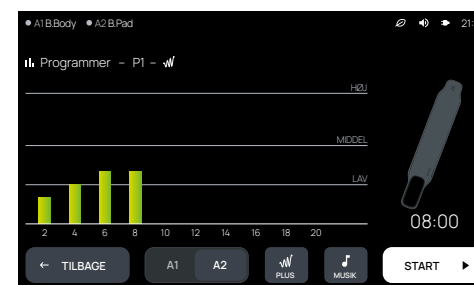 A1 B.Body A2 B.Pad 21:
Programmer – P1 –
HØJ
MIDDEL
LAV
2 4 6 8 10 12 14 16 18 20
08:00
← TILBAGE A1 A2 PLUS MUSIK START